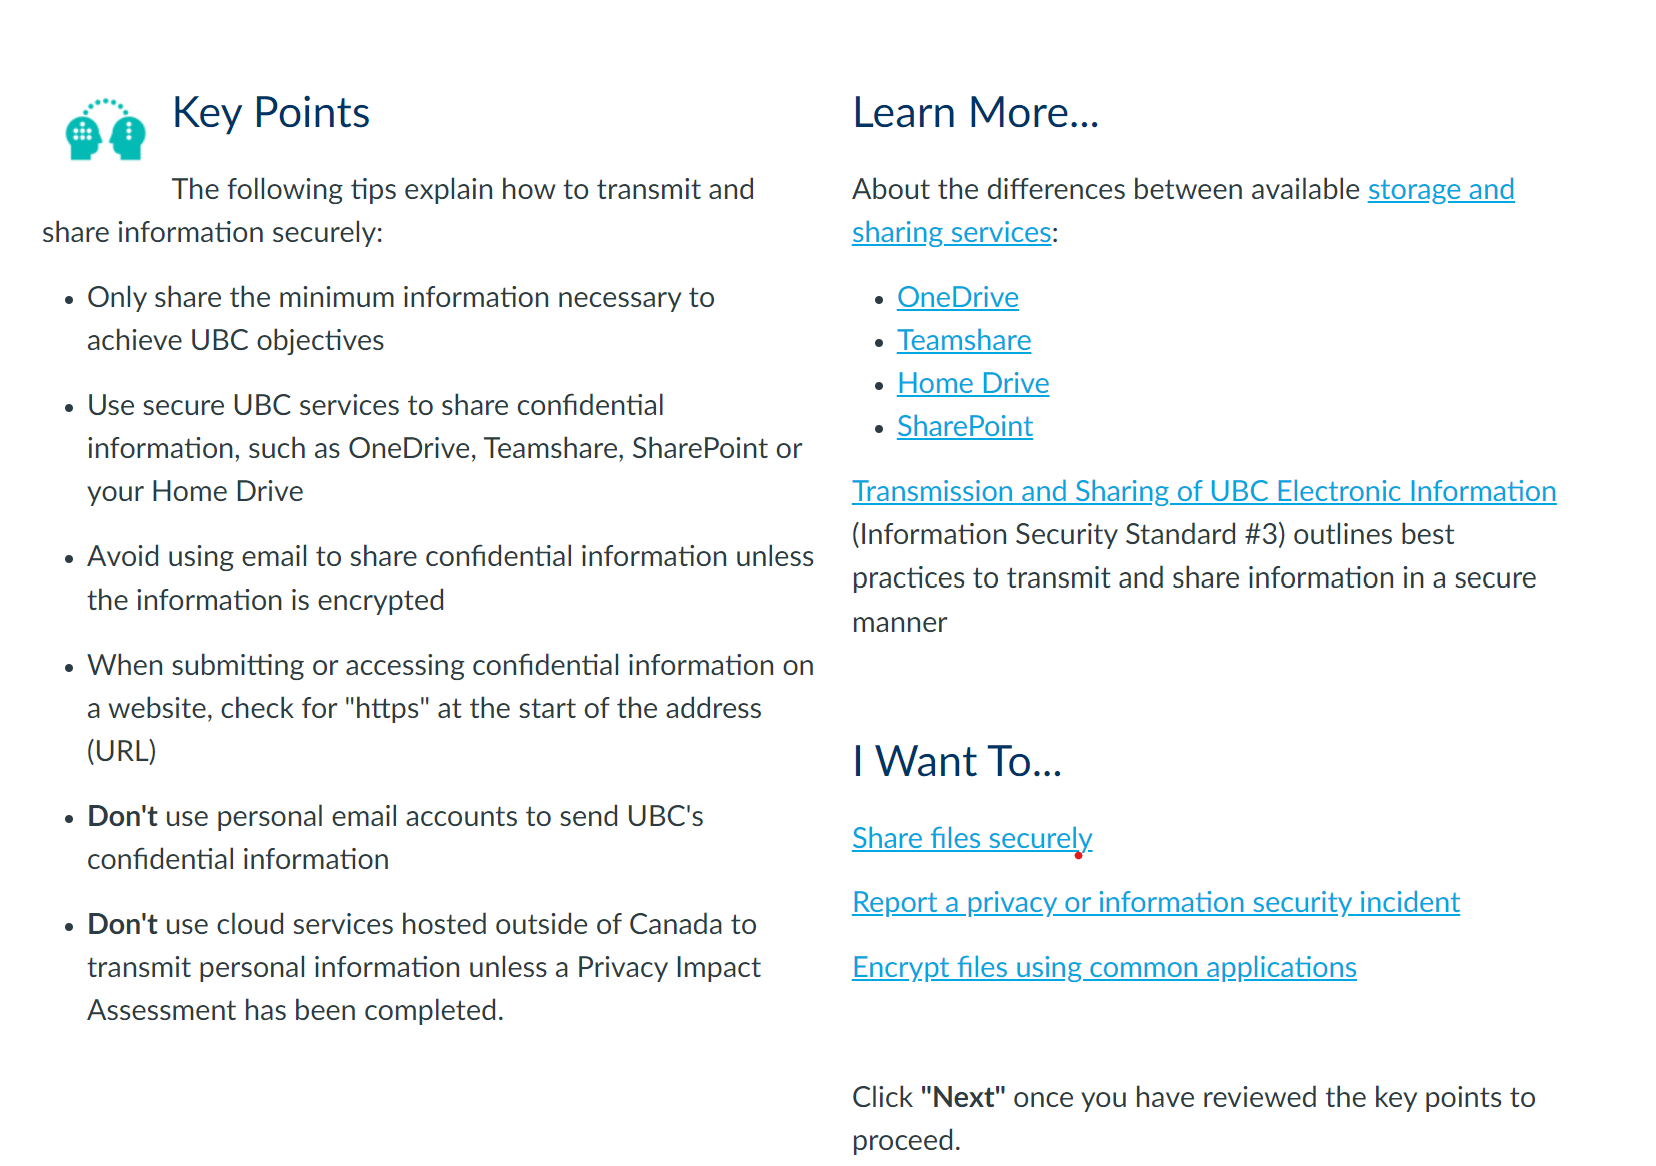 Key Points
The following tips explain how to transmit and
share information securely:
• Only share the minimum information necessary to
achieve UBC objectives
• Use secure UBC services to share confidential
information, such as OneDrive, Teamshare, SharePoint or
your Home Drive
• Avoid using email to share confidential information unless
the information is encrypted
• When submitting or accessing confidential information on
a website, check for "https" at the start of the address
(URL)
• Don't use personal email accounts to send UBC's
confidential information
• Don't use cloud services hosted outside of Canada to
transmit personal information unless a Privacy Impact
Assessment has been completed.
Learn More...
About the differences between available storage and
sharing services:
• OneDrive
• Teamshare
• Home Drive
• SharePoint
Transmission and Sharing of UBC Electronic Information
(Information Security Standard #3) outlines best
practices to transmit and share information in a secure
manner
I Want To...
Share files securely
Report a privacy or information security incident
Encrypt files using common applications
Click "Next" once you have reviewed the key points to
proceed.